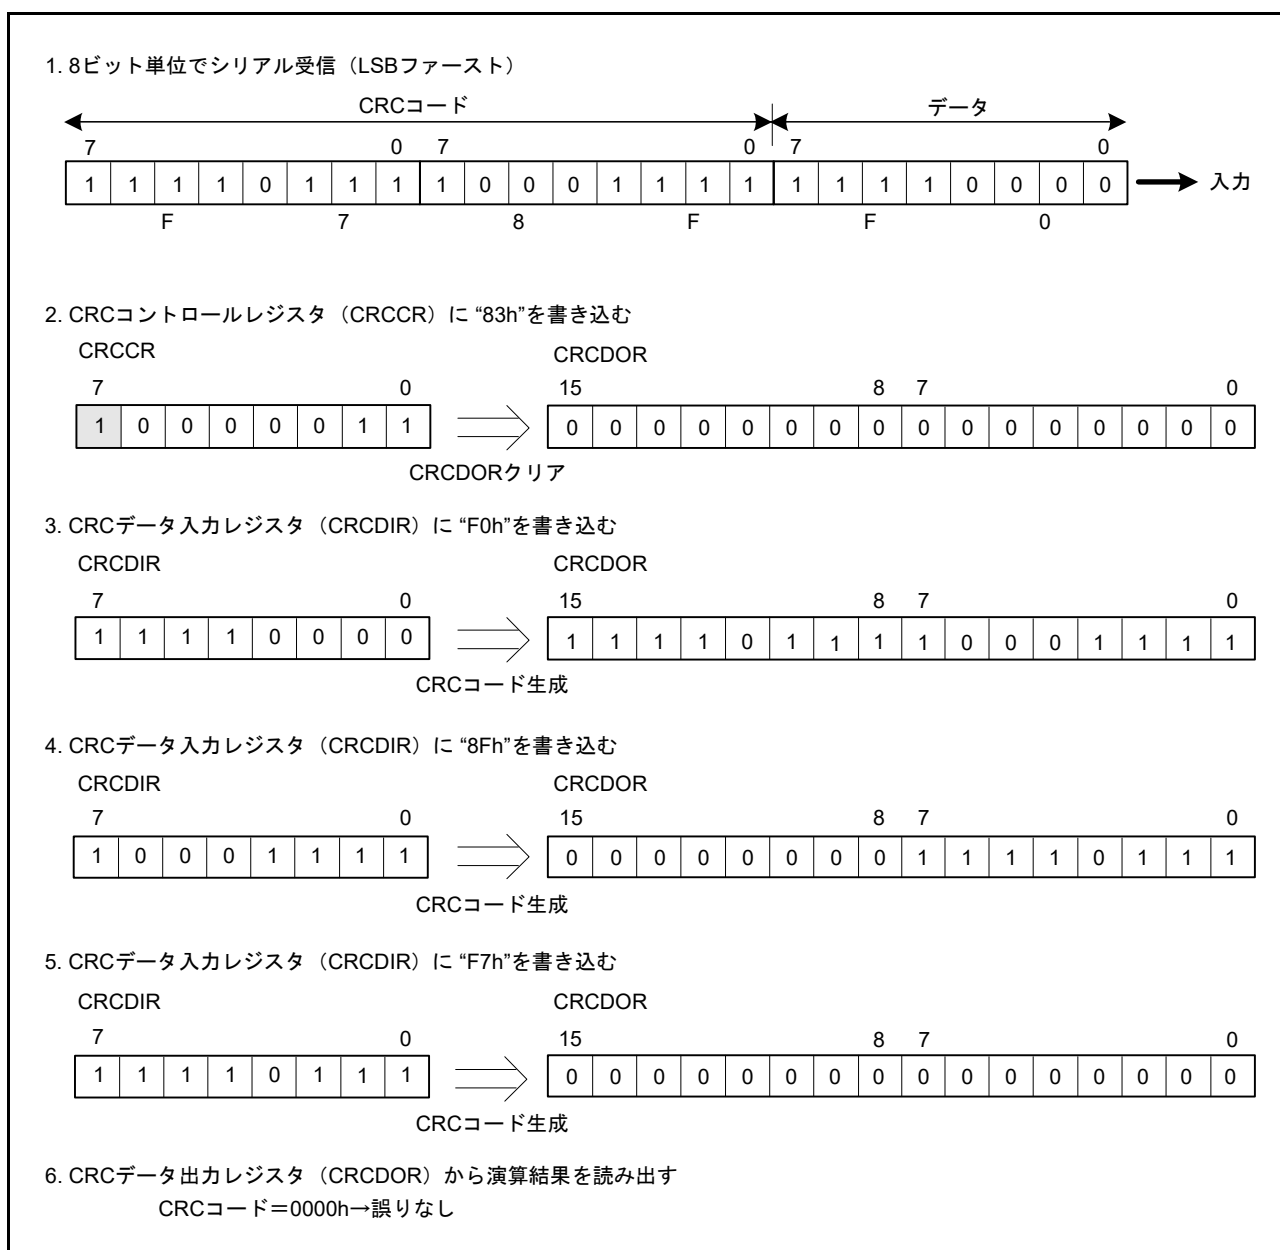 1. 8ビット単位でシリアル受信（LSBファースト）
CRCコード データ
7 0 7 0 7 0
1 1 1 1 0 1 1 1 1 0 0 0 1 1 1 1 1 1 1 1 0 0 0 0 入力
F 7 8 F F 0
2. CRCコントロールレジスタ（CRCCR）に “83h”を書き込む
CRCCR CRCDOR
7 0 15 8 7 0
1 0 0 0 0 0 1 1 0 0 0 0 0 0 0 0 0 0 0 0 0 0 0 0
CRCDORクリア
3. CRCデータ入力レジスタ（CRCDIR）に “F0h”を書き込む
CRCDIR CRCDOR
7 0 15 8 7 0
1 1 1 1 0 0 0 0 1 1 1 1 0 1 1 1 1 0 0 0 1 1 1 1
CRCコード生成
4. CRCデータ入力レジスタ（CRCDIR）に “8Fh”を書き込む
CRCDIR CRCDOR
7 0 15 8 7 0
1 0 0 0 1 1 1 1 0 0 0 0 0 0 0 0 1 1 1 1 0 1 1 1
CRCコード生成
5. CRCデータ入力レジスタ（CRCDIR）に “F7h”を書き込む
CRCDIR CRCDOR
7 0 15 8 7 0
1 1 1 1 0 1 1 1 0 0 0 0 0 0 0 0 0 0 0 0 0 0 0 0
CRCコード生成
6. CRCデータ出力レジスタ（CRCDOR）から演算結果を読み出す
CRCコード＝0000h→誤りなし